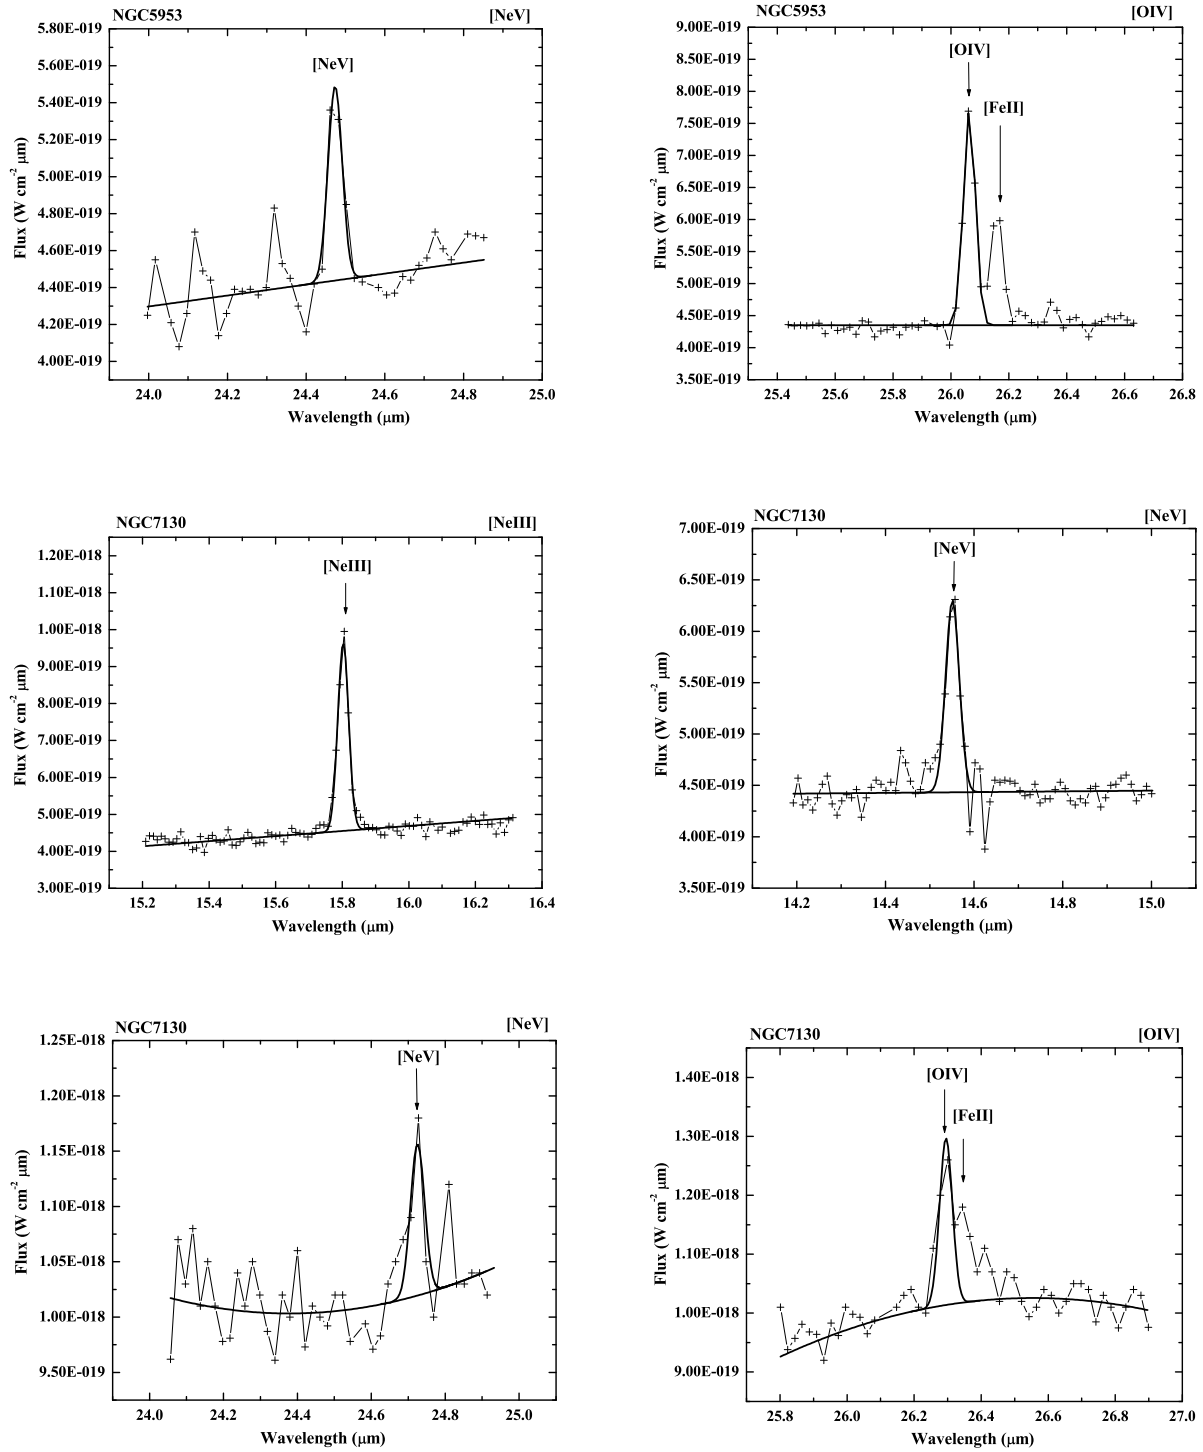 NGC5953 [NeV]
[NeV]
5.80E-019
5.60E-019
5.40E-019
5.20E-019
5.00E-019
4.80E-019
4.60E-019
4.40E-019
4.20E-019
4.00E-019
Flux (W cm-2 μm)
24.0 24.2 24.4 24.6 24.8 25.0
Wavelength (μm)
NGC5953 [OIV]
[OIV]
[FeII]
9.00E-019
8.50E-019
8.00E-019
7.50E-019
7.00E-019
6.50E-019
6.00E-019
5.50E-019
5.00E-019
4.50E-019
4.00E-019
3.50E-019
Flux (W cm-2 μm)
25.4 25.6 25.8 26.0 26.2 26.4 26.6 26.8
Wavelength (μm)
NGC7130 [NeIII]
[NeIII]
1.20E-018
1.10E-018
1.00E-018
9.00E-019
8.00E-019
7.00E-019
6.00E-019
5.00E-019
4.00E-019
3.00E-019
Flux (W cm-2 μm)
15.2 15.4 15.6 15.8 16.0 16.2 16.4
Wavelength (μm)
NGC7130 [NeV]
[NeV]
7.00E-019
6.50E-019
6.00E-019
5.50E-019
5.00E-019
4.50E-019
4.00E-019
3.50E-019
Flux (W cm-2 μm)
14.2 14.4 14.6 14.8 15.0
Wavelength (μm)
NGC7130 [NeV]
[NeV]
1.25E-018
1.20E-018
1.15E-018
1.10E-018
1.05E-018
1.00E-018
9.50E-019
Flux (W cm-2 μm)
24.0 24.2 24.4 24.6 24.8 25.0
Wavelength (μm)
NGC7130 [OIV]
[OIV]
[FeII]
1.40E-018
1.30E-018
1.20E-018
1.10E-018
1.00E-018
9.00E-019
Flux (W cm-2 μm)
25.8 26.0 26.2 26.4 26.6 26.8 27.0
Wavelength (μm)